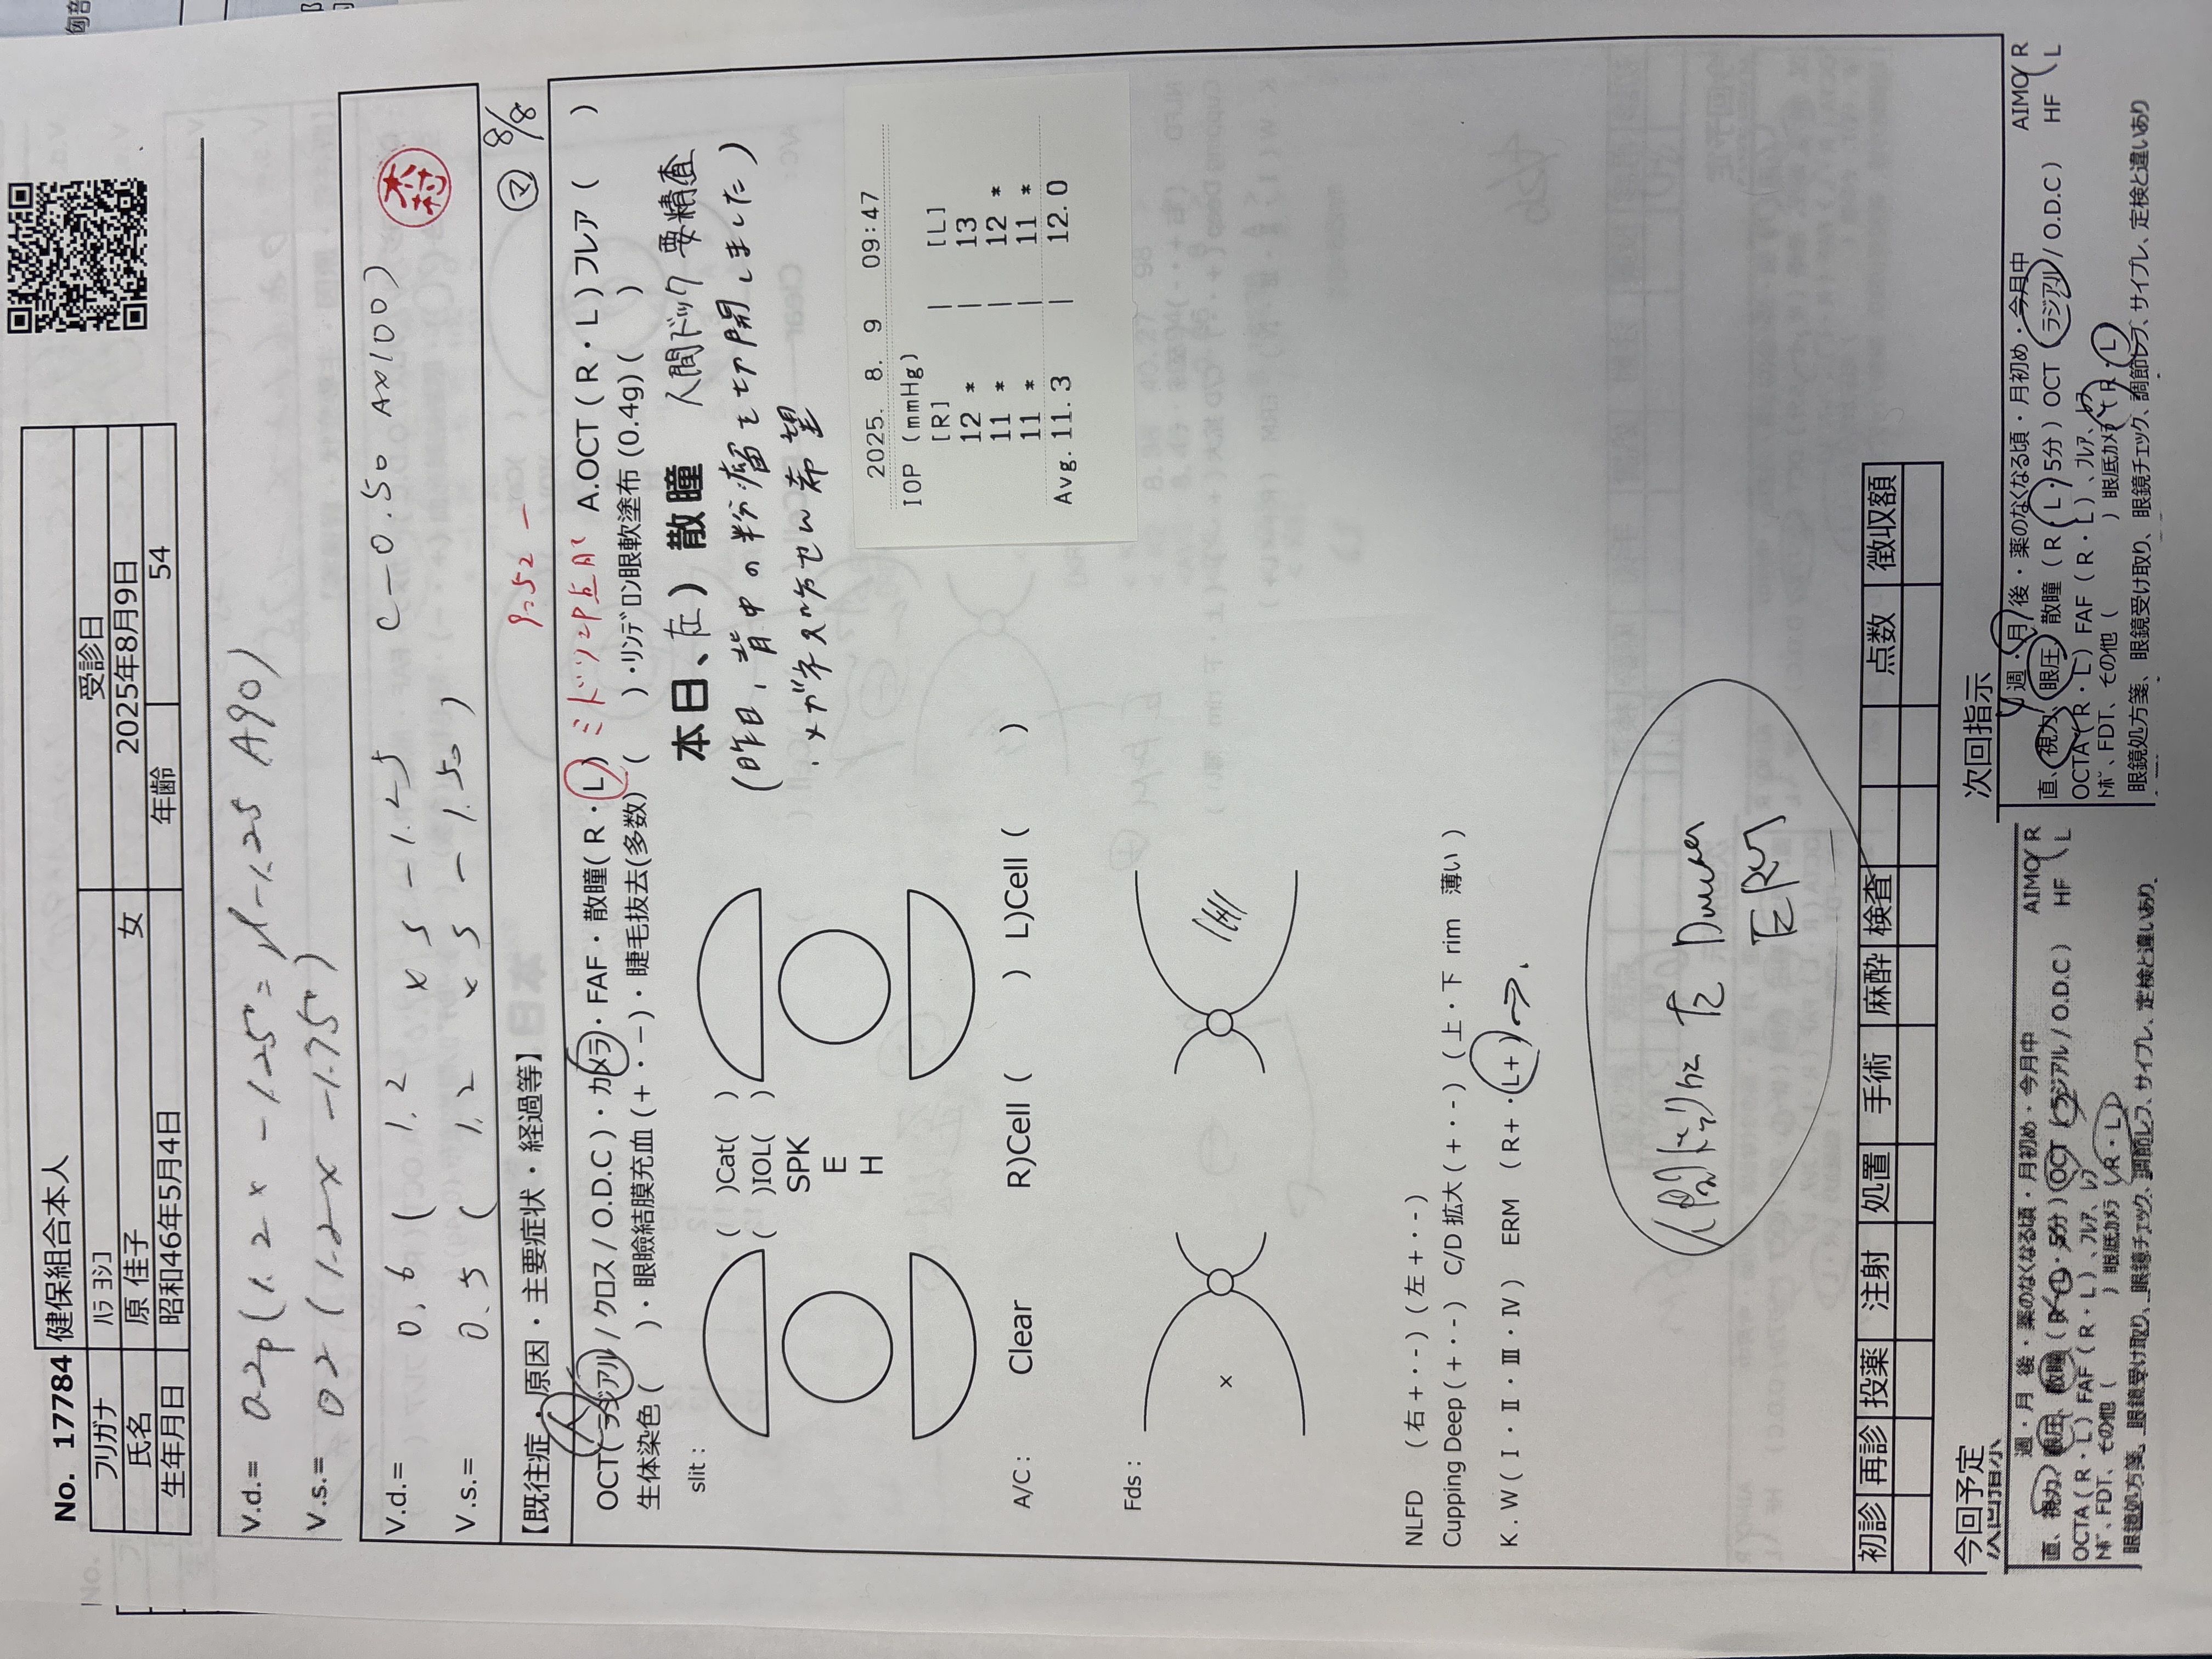 No. 17784 健保組合本人
フリガナ ﾊﾗ ﾖｼｺ 受診日
氏名 原 佳子 女 2025年8月9日
生年月日 昭和46年5月4日 年齢 54
V.d.= 0.2p (1.2 x -1.25 -1.25 A90)
V.s.= 02 (1.2 x -1.75)
V.d.= 0.6 ( 1.2 x S -1.25 C -0.50 AX100)
V.s.= 0.5 ( 1.2 x S -1.50 )
木村
【既往症・原因・主要症状・経過等】 9:52 マ 8/8
人
OCT( ラジアル / クロス / O.D.C )・カメラ・FAF・散瞳( R・L ) ミドリンP点眼 A.OCT ( R・L ) フレア ( )
生体染色 ( )・眼瞼結膜充血 (+・−)・睫毛抜去(多数) ( )・ﾘﾝﾃﾞﾛﾝ眼軟塗布 (0.4g) ( )
slit : 本日、左) 散瞳 人間ドック 要精査
( )Cat( )
( )IOL( ) (昨日, 背中の粉瘤を切開しました)
SPK ・メガネ処方せん希望
E
H
2025. 8. 9 09:47
IOP (mmHg)
[R] | [L]
12 * | 13
11 * | 12 *
11 * | 11 *
Avg. 11.3 | 12.0
A/C : Clear R)Cell ( ) L)Cell ( )
Fds :
×
NLFD ( 右 +・- ) ( 左 +・- )
Cupping Deep ( +・- ) C/D 拡大 ( +・- ) ( 上・下 rim 薄い )
K . W ( Ⅰ・Ⅱ・Ⅲ・Ⅳ ) ERM ( R+・L+ ) →
人間ドック 左
ERM
初診 再診 投薬 注射 処置 手術 麻酔 検査 点数 徴収額
今回予定
次回指示
週・月 後・薬のなくなる頃・月初め・今月中 AIMO R
直、視力、眼圧、散瞳 ( R・L・5分 ) OCT ( ラジアル / O.D.C ) HF L
OCTA ( R・L ) FAF ( R・L ) 、ﾌﾚｱ、ﾚﾌ
ﾄﾎﾟ、FDT、その他 ( ) 眼底カメラ ( R・L )
眼鏡処方箋、眼鏡受け取り、眼鏡チェック、調節レフ、サイプレ、定検と違いあり
次回指示
週・月 後・薬のなくなる頃・月初め・今月中 AIMO R
直、視力、眼圧、散瞳 ( R・L・5分 ) OCT ラジアル / O.D.C ) HF L
OCTA ( R・L ) FAF ( R・L ) 、ﾌﾚｱ、ﾚﾌ
ﾄﾎﾟ、FDT、その他 ( ) 眼底カメラ ( R・L )
眼鏡処方箋、眼鏡受け取り、眼鏡チェック、調節レフ、サイプレ、定検と違いあり